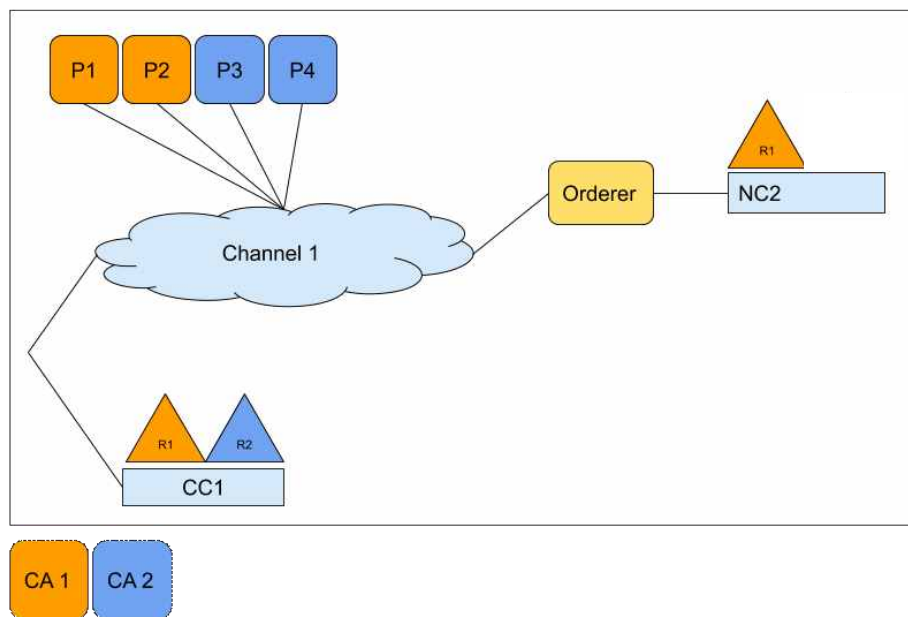 P1
P2
P3
P4
R1
Orderer
NC2
Channel 1
R1
R2
CC1
CA 1
CA 2